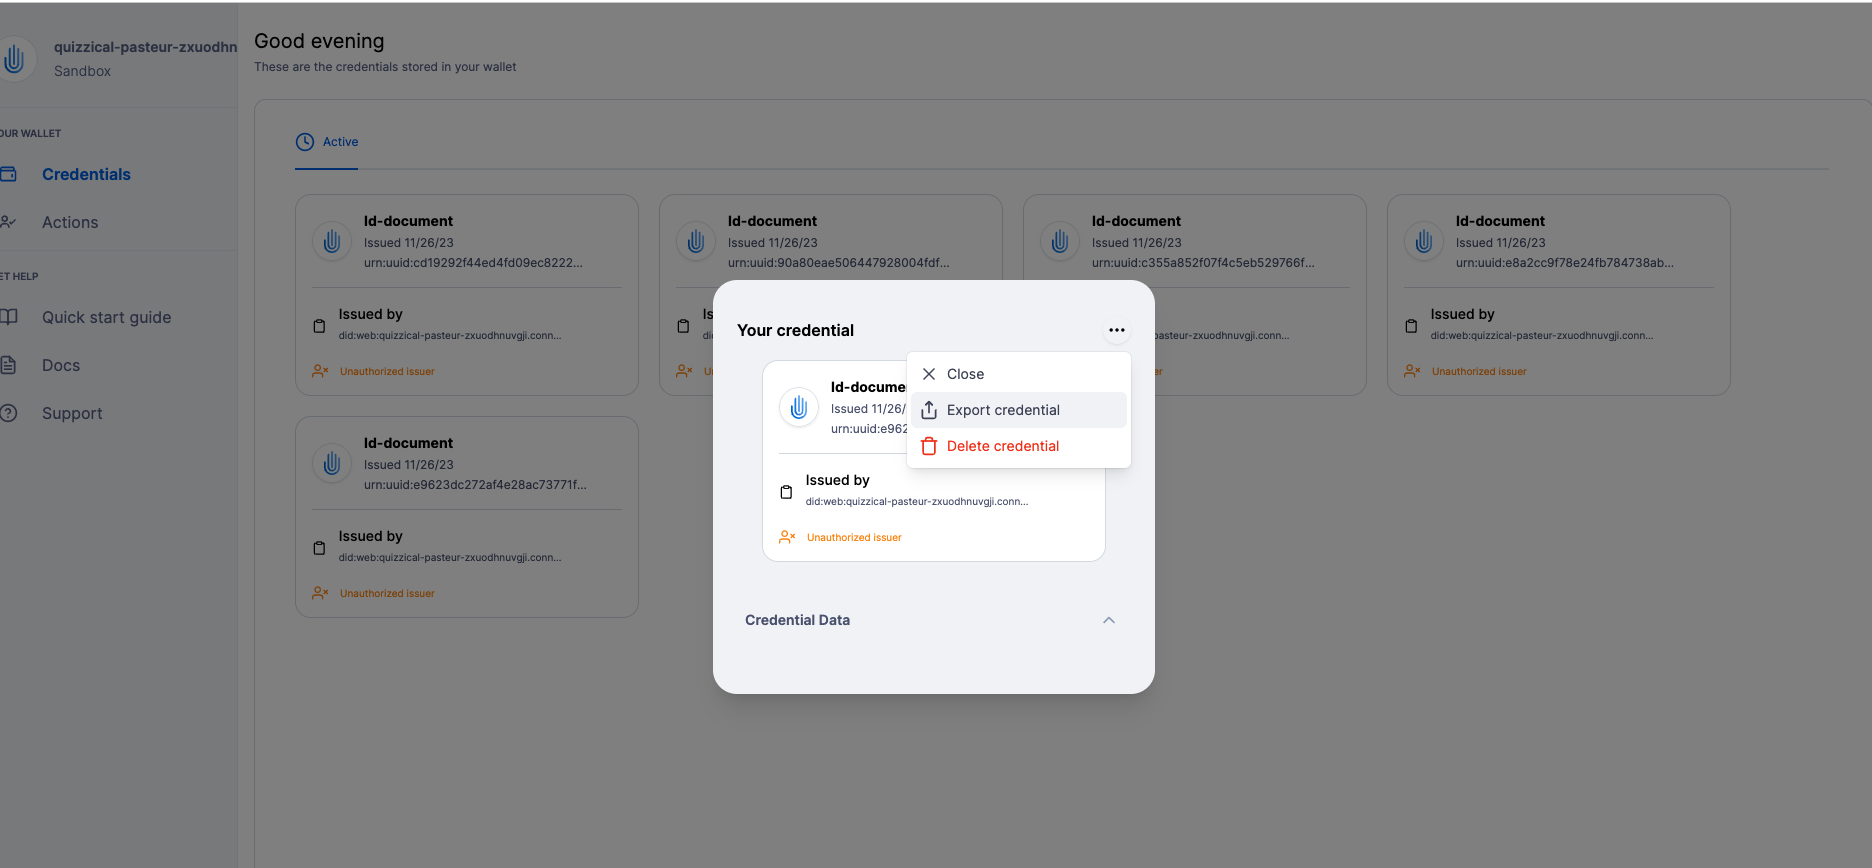 quizzical-pasteur-zxuodhn
Sandbox
OUR WALLET
Credentials
Actions
ET HELP
Quick start guide
Docs
Support
Good evening
These are the credentials stored in your wallet
Active
Id-document
Issued 11/26/23
urn:uuid:cd19292f44ed4fd09ec8222...
Issued by
did:web:quizzical-pasteur-zxuodhnuvgji.conn...
Unauthorized issuer
Id-document
Issued 11/26/23
urn:uuid:90a80eae506447928004fdf...
Is
di
U
Id-document
Issued 11/26/23
urn:uuid:c355a852f07f4c5eb529766f...
asteur-zxuodhnuvgji.conn...
er
Id-document
Issued 11/26/23
urn:uuid:e8a2cc9f78e24fb784738ab...
Issued by
did:web:quizzical-pasteur-zxuodhnuvgji.conn...
Unauthorized issuer
Id-document
Issued 11/26/23
urn:uuid:e9623dc272af4e28ac73771f...
Issued by
did:web:quizzical-pasteur-zxuodhnuvgji.conn...
Unauthorized issuer
Your credential
Close
Export credential
Delete credential
Id-docume
Issued 11/26/
urn:uuid:e962
Issued by
did:web:quizzical-pasteur-zxuodhnuvgji.conn...
Unauthorized issuer
Credential Data